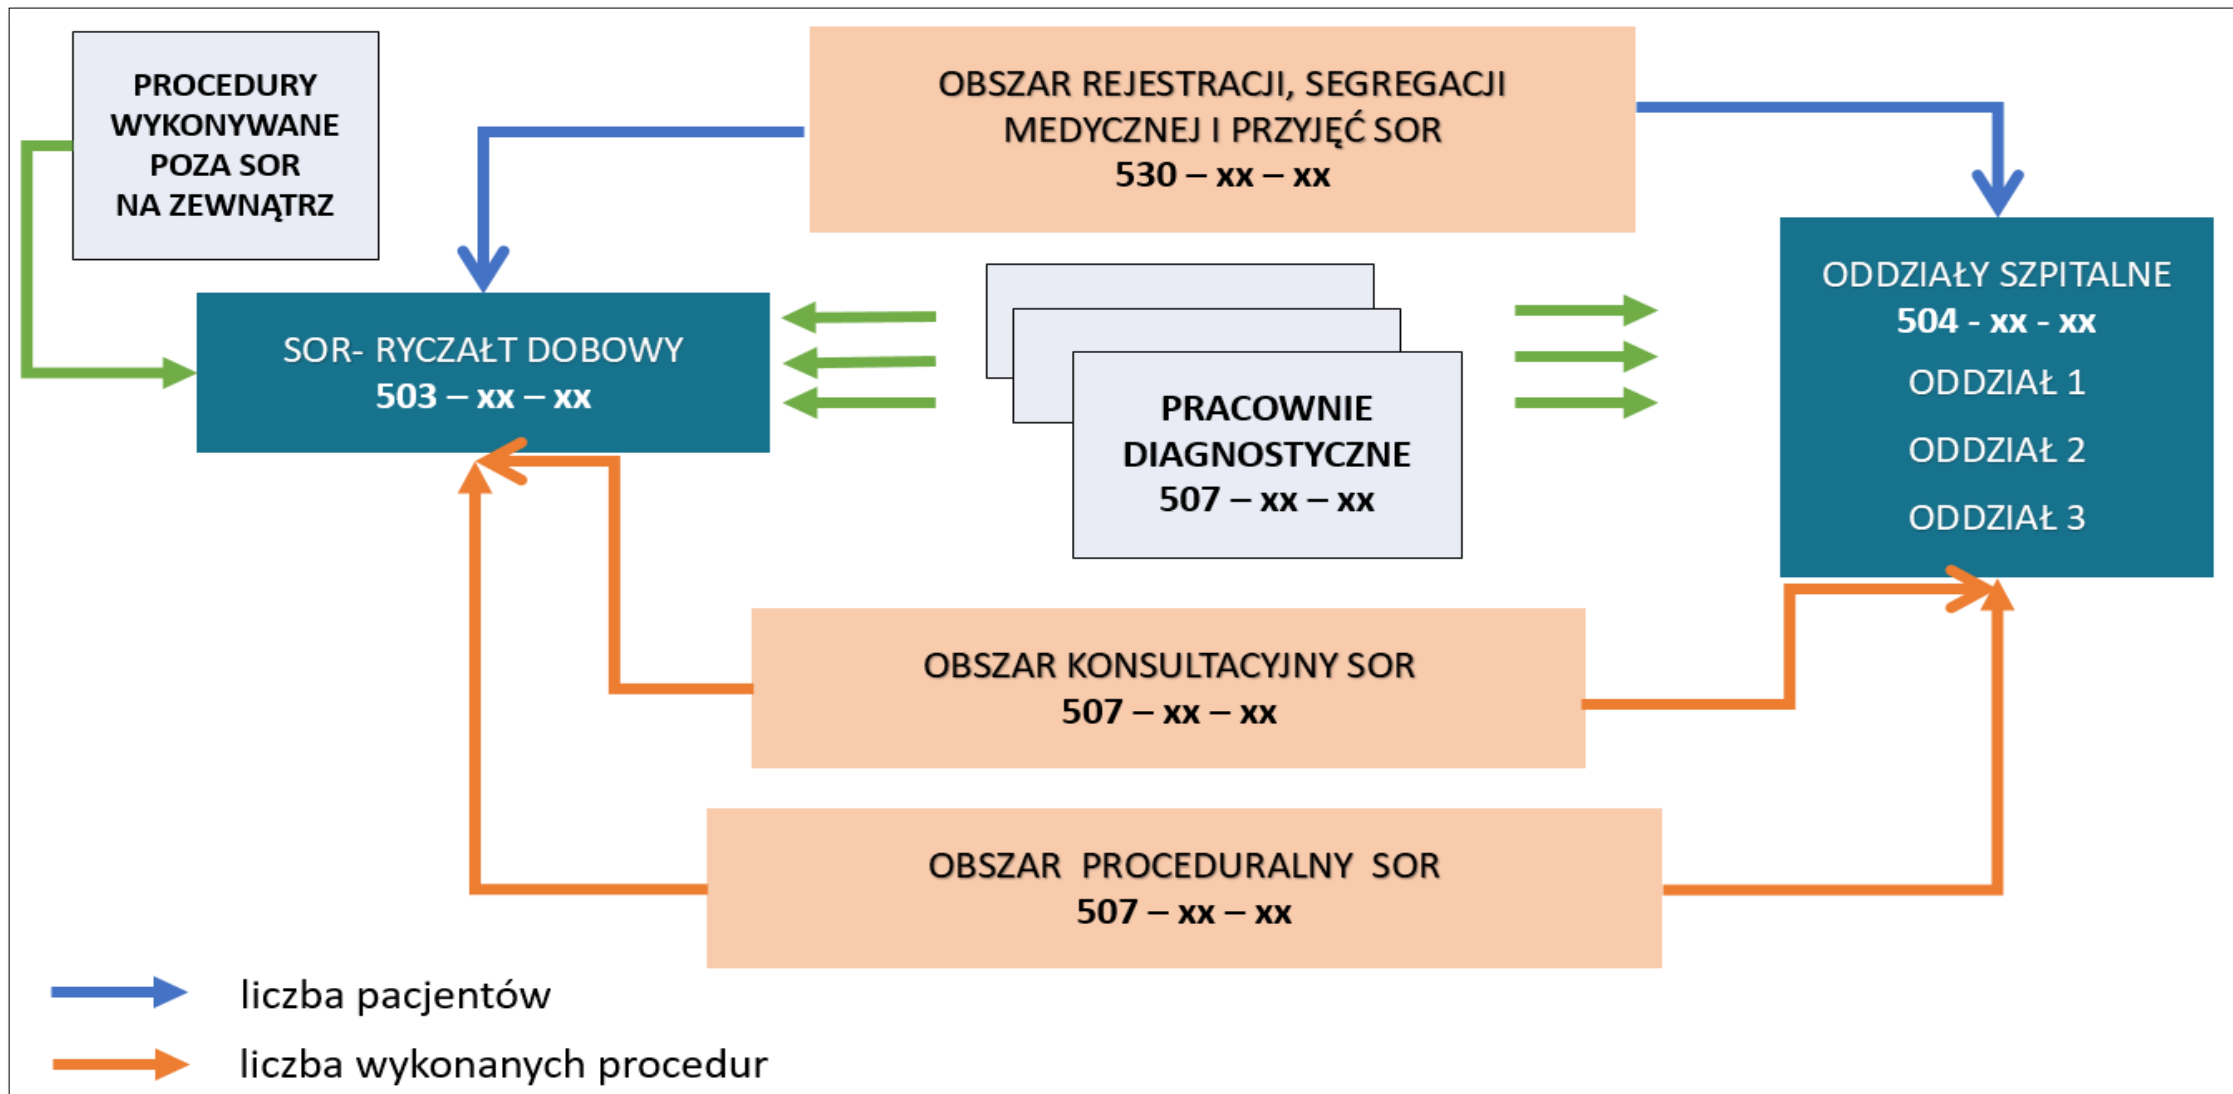 PROCEDURY
WYKONYWANE
POZA SOR
NA ZEWNĄTRZ
OBSZAR REJESTRACJI, SEGREGACJI
MEDYCZNEJ I PRZYJĘĆ SOR
530 – xx – xx
SOR- RYCZAŁT DOBOWY
503 – xx – xx
PRACOWNIE
DIAGNOSTYCZNE
507 – xx – xx
ODDZIAŁY SZPITALNE
504 - xx - xx
ODDZIAŁ 1
ODDZIAŁ 2
ODDZIAŁ 3
OBSZAR KONSULTACYJNY SOR
507 – xx – xx
OBSZAR PROCEDURALNY SOR
507 – xx – xx
liczba pacjentów
liczba wykonanych procedur